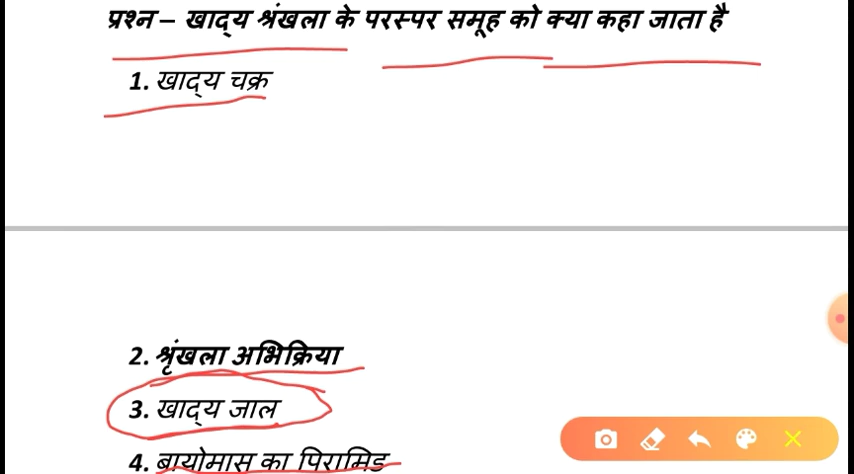 प्रश्न – खाद्य श्रंखला के परस्पर समूह को क्या कहा जाता है
1. खाद्य चक्र
2. श्रृंखला अभिक्रिया
3. खाद्य जाल
4. बायोमास का पिरामिड